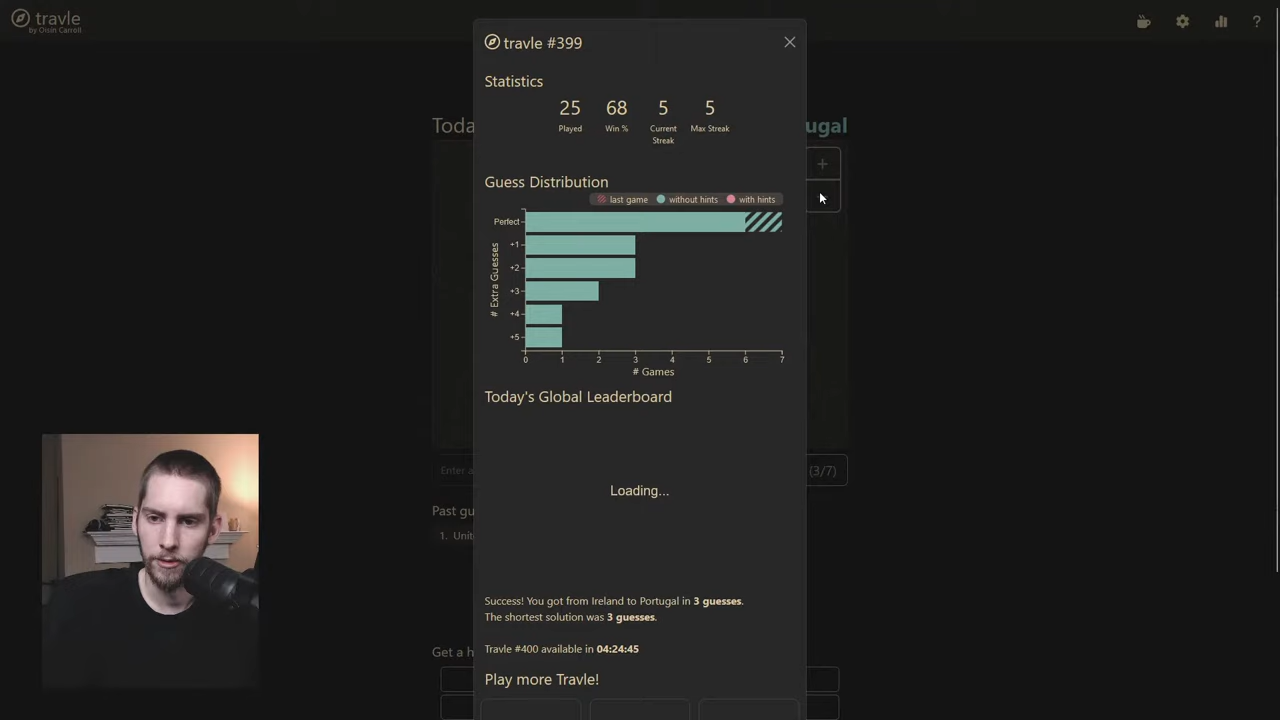 travle
by Oisín Carroll
travle #399
Statistics
25
68
5
5
Played
Win %
Current
Streak
Max Streak
Toda
ugal
Guess Distribution
last game
without hints
with hints
Perfect
+1
+2
+3
+4
+5
# Extra Guesses
0
1
2
3
4
5
6
7
# Games
Today's Global Leaderboard
Enter a
(3/7)
Loading...
Past gu
1. Unit
Success! You got from Ireland to Portugal in 3 guesses.
The shortest solution was 3 guesses.
Travle #400 available in 04:24:45
Get a h
Play more Travle!